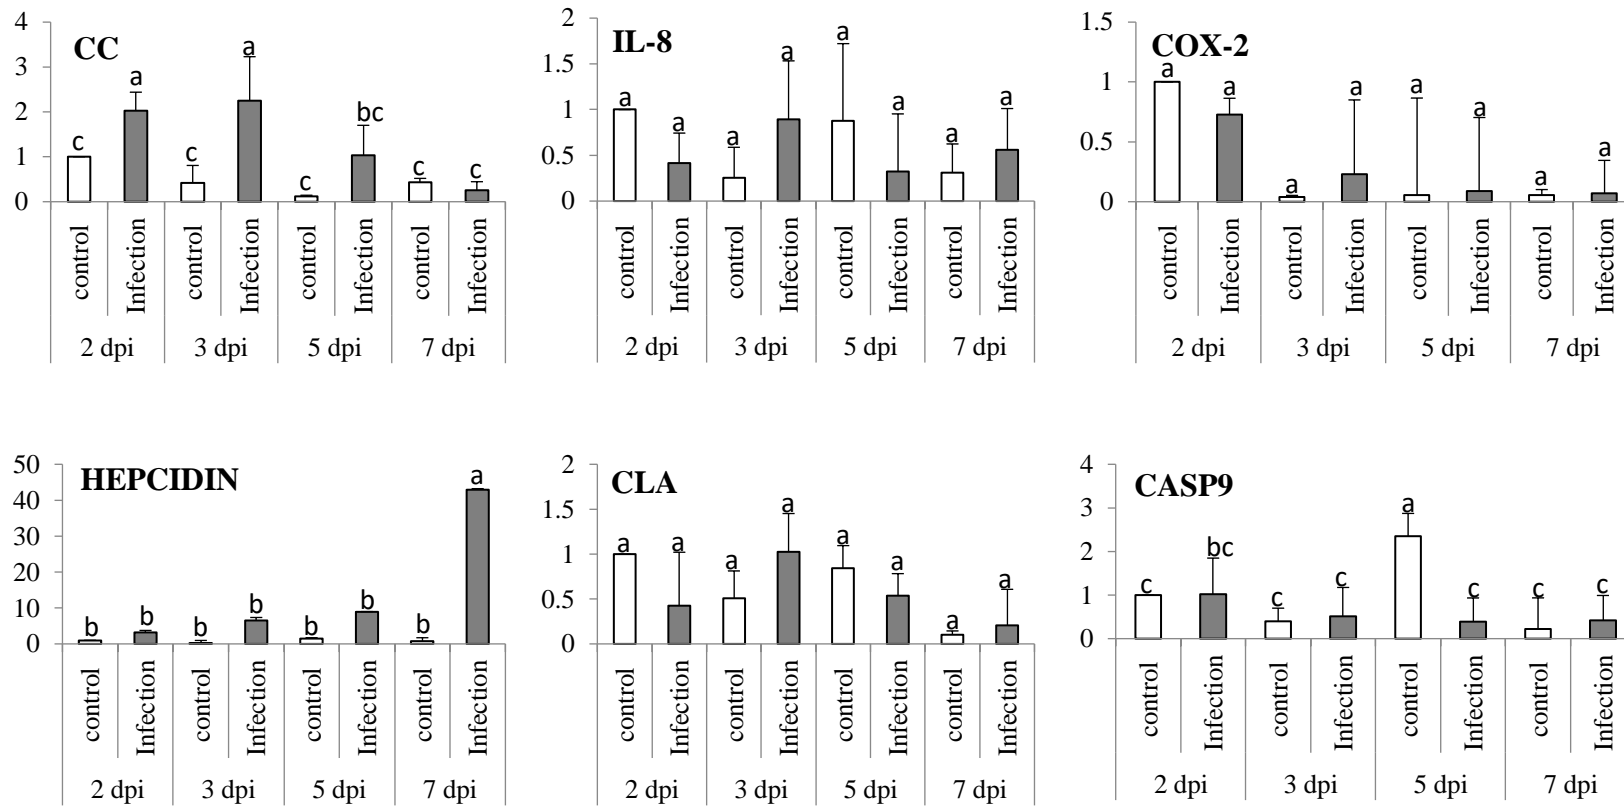 CC
4
3
2
1
0
c
a
c
a
c
bc
c
c
control
Infection
control
Infection
control
Infection
control
Infection
2 dpi
3 dpi
5 dpi
7 dpi
IL-8
2
1.5
1
0.5
0
a
a
a
a
a
a
a
a
control
Infection
control
Infection
control
Infection
control
Infection
2 dpi
3 dpi
5 dpi
7 dpi
COX-2
1.5
1
0.5
0
a
a
a
a
a
a
a
a
control
Infection
control
Infection
control
Infection
control
Infection
2 dpi
3 dpi
5 dpi
7 dpi
HEPCIDIN
50
40
30
20
10
0
b
b
b
b
b
b
b
a
control
Infection
control
Infection
control
Infection
control
Infection
2 dpi
3 dpi
5 dpi
7 dpi
CLA
2
1.5
1
0.5
0
a
a
a
a
a
a
a
a
control
Infection
control
Infection
control
Infection
control
Infection
2 dpi
3 dpi
5 dpi
7 dpi
CASP9
4
3
2
1
0
c
bc
c
c
a
c
c
c
control
Infection
control
Infection
control
Infection
control
Infection
2 dpi
3 dpi
5 dpi
7 dpi